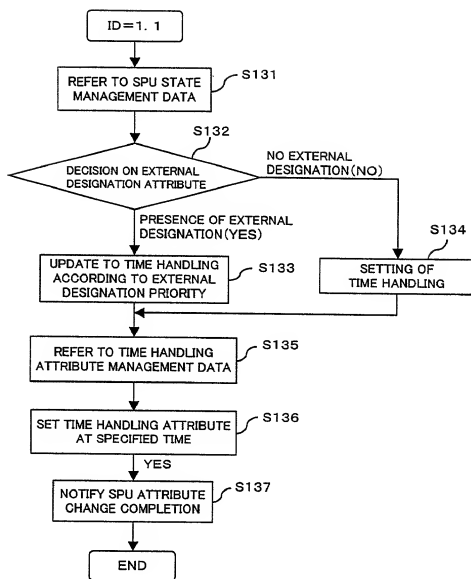 ID=1. 1
REFER TO SPU STATE
MANAGEMENT DATA
S131
S132
DECISION ON EXTERNAL
DESIGNATION ATTRIBUTE
NO EXTERNAL
DESIGNATION(NO)
PRESENCE OF EXTERNAL
DESIGNATION(YES)
S134
UPDATE TO TIME HANDLING
ACCORDING TO EXTERNAL
DESIGNATION PRIORITY
S133
SETTING OF
TIME HANDLING
REFER TO TIME HANDLING
ATTRIBUTE MANAGEMENT DATA
S135
SET TIME HANDLING ATTRIBUTE
AT SPECIFIED TIME
S136
YES
NOTIFY SPU ATTRIBUTE
CHANGE COMPLETION
S137
END